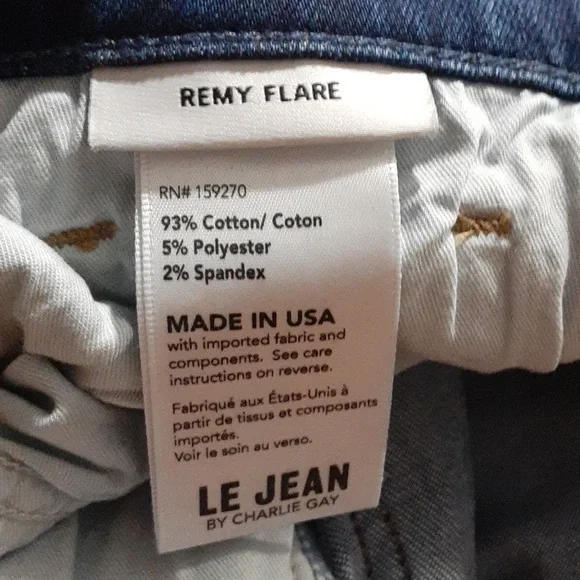 REMY FLARE
RN# 159270
93% Cotton/ Coton
5% Polyester
2% Spandex
MADE IN USA
with imported fabric and
components. See care
instructions on reverse.
Fabriqué aux États-Unis à
partir de tissus et composants
importés.
Voir le soin au verso.
LE JEAN
BY CHARLIE GAY